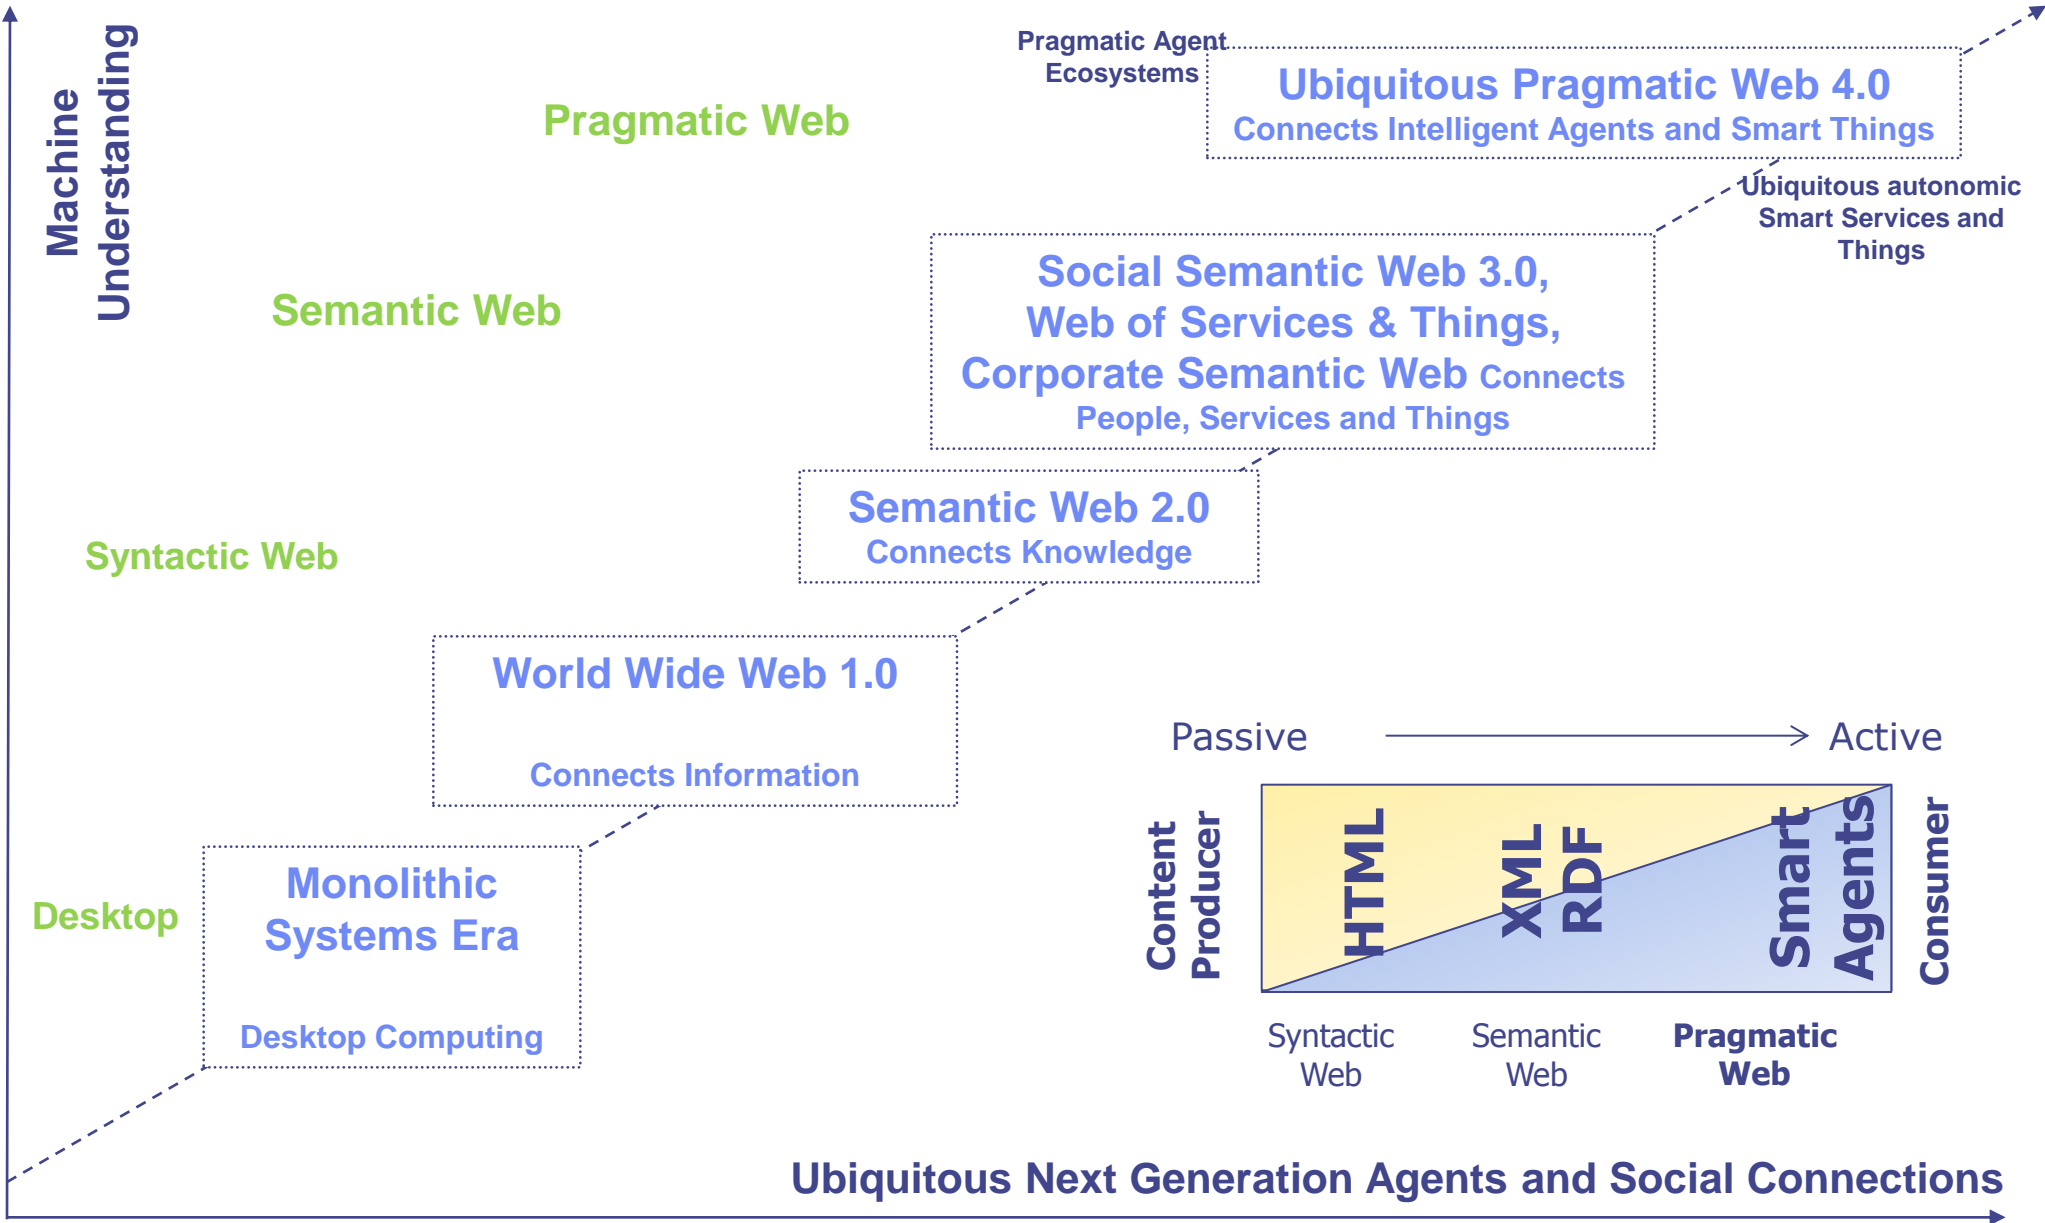 Machine
Understanding
Pragmatic Agent
Ecosystems
Ubiquitous Pragmatic Web 4.0
Connects Intelligent Agents and Smart Things
Pragmatic Web
Ubiquitous autonomic
Smart Services and
Things
Social Semantic Web 3.0,
Web of Services & Things,
Corporate Semantic Web Connects
People, Services and Things
Semantic Web
Semantic Web 2.0
Connects Knowledge
Syntactic Web
World Wide Web 1.0
Connects Information
Monolithic
Systems Era
Desktop Computing
Desktop
Passive
Active
Content
Producer
HTML
XML
RDF
Smart
Agents
Consumer
Syntactic
Web
Semantic
Web
Pragmatic
Web
Ubiquitous Next Generation Agents and Social Connections